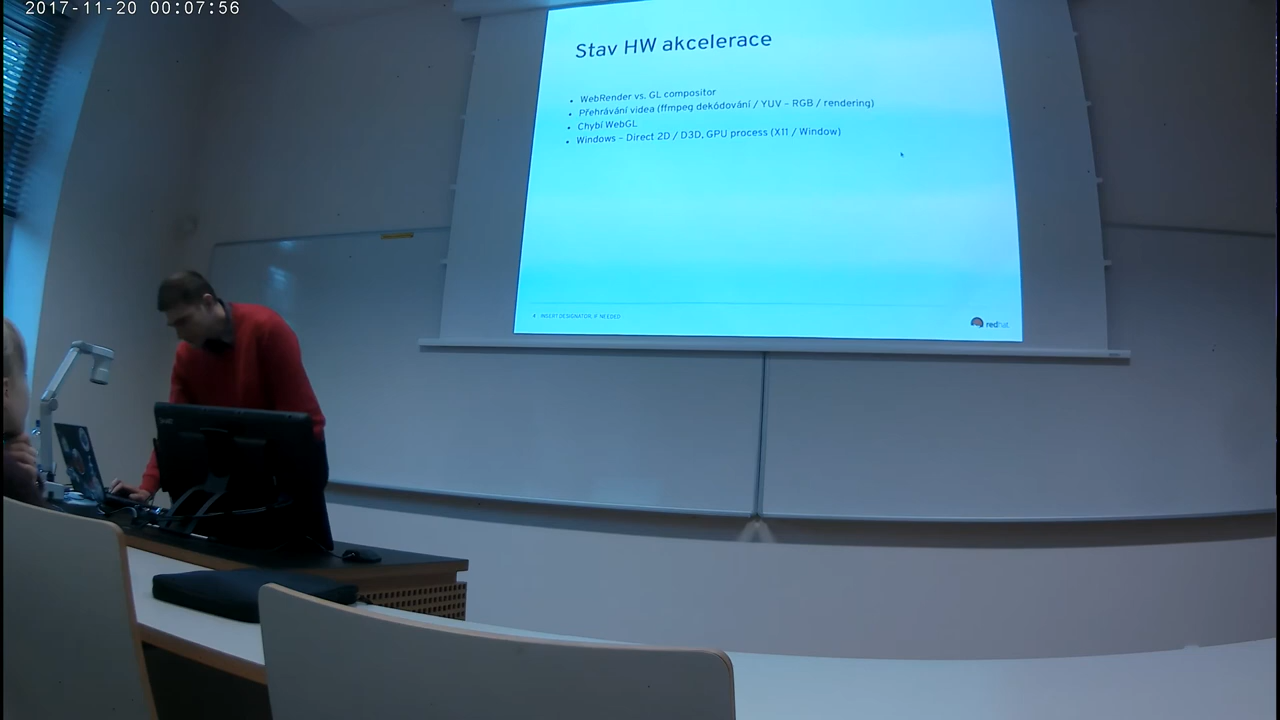 2017-11-20 00:07:56
Stav HW akcelerace
• WebRender vs. GL compositor
• Přehrávání videa (ffmpeg dekódování / YUV – RGB / rendering)
• Chybí WebGL
• Windows – Direct 2D / D3D, GPU process (X11 / Window)
4 INSERT DESIGNATOR, IF NEEDED
redhat